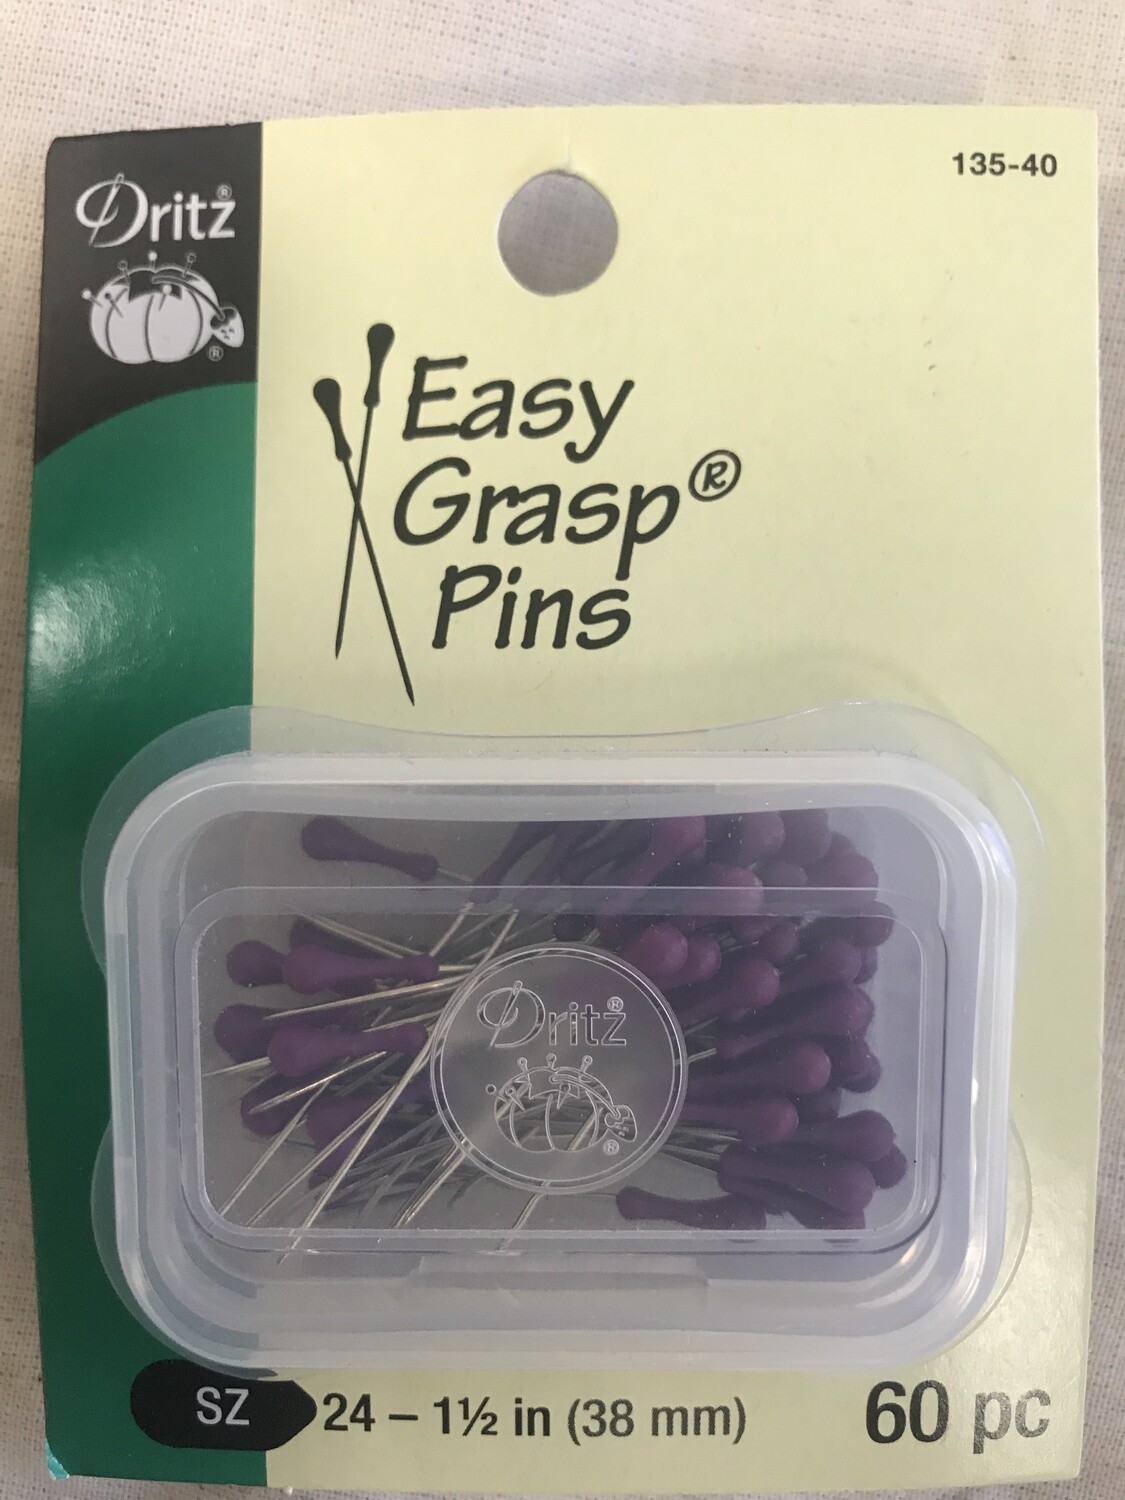 135-40
Dritz®
®
Easy
Grasp®
Pins
Dritz®
®
SZ 24 – 1½ in (38 mm)
60 pc